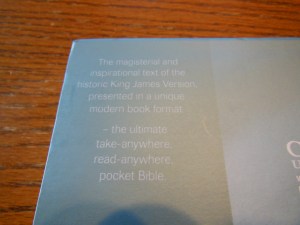 The magisterial and
inspirational text of the
historic King James Version
presented in a unique
modern book format
– the ultimate
take-anywhere,
read-anywhere,
pocket Bible.
C
U